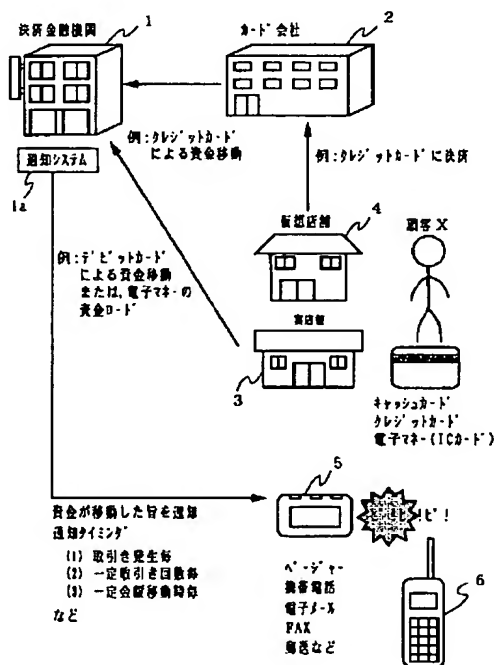 決済金融機関
1
カード会社
2
通知システム
1a
例:クレジットカード
による資金移動
例:クレジットカードに決済
例:デビットカード
による資金移動
または、電子マネーの
資金ロード
仮想店舗
4
実店舗
3
顧客X
キャッシュカード
クレジットカード
電子マネー(ICカード)
資金が移動した旨を通知
通知タイミング
(1) 取引き発生毎
(2) 一定取引き回数毎
(3) 一定金額移動時毎
など
5
ピ!
ページャー
携帯電話
電子メール
FAX
郵送など
6